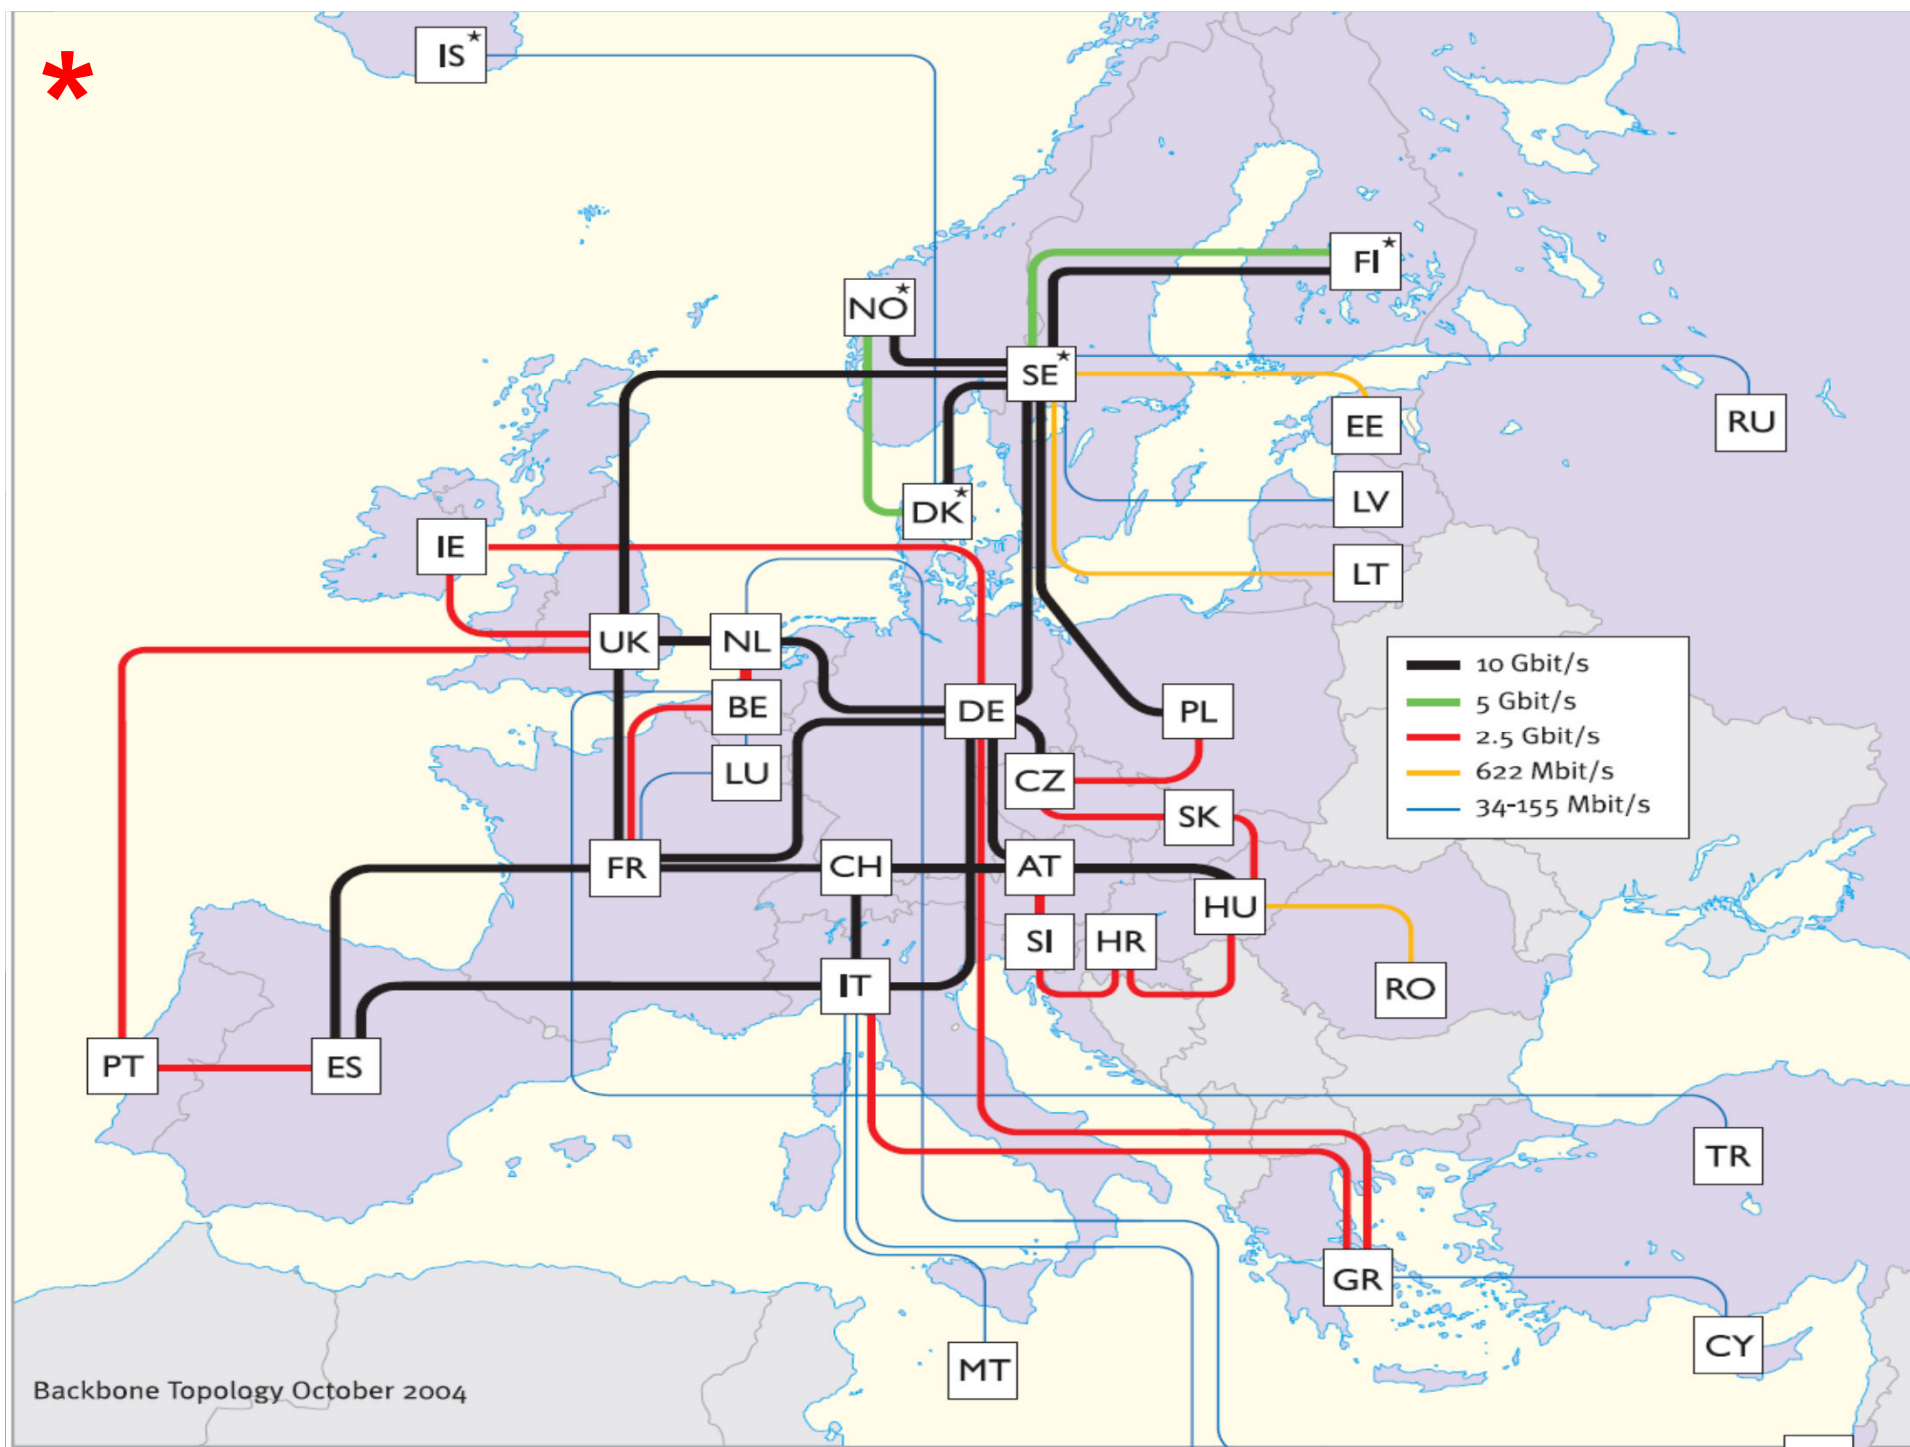 *
IS*
FI*
NO*
SE*
EE
RU
LV
DK*
IE
LT
UK
NL
10 Gbit/s
5 Gbit/s
2.5 Gbit/s
622 Mbit/s
34-155 Mbit/s
BE
DE
PL
LU
CZ
SK
FR
CH
AT
HU
SI
HR
IT
RO
PT
ES
TR
GR
CY
MT
Backbone Topology October 2004